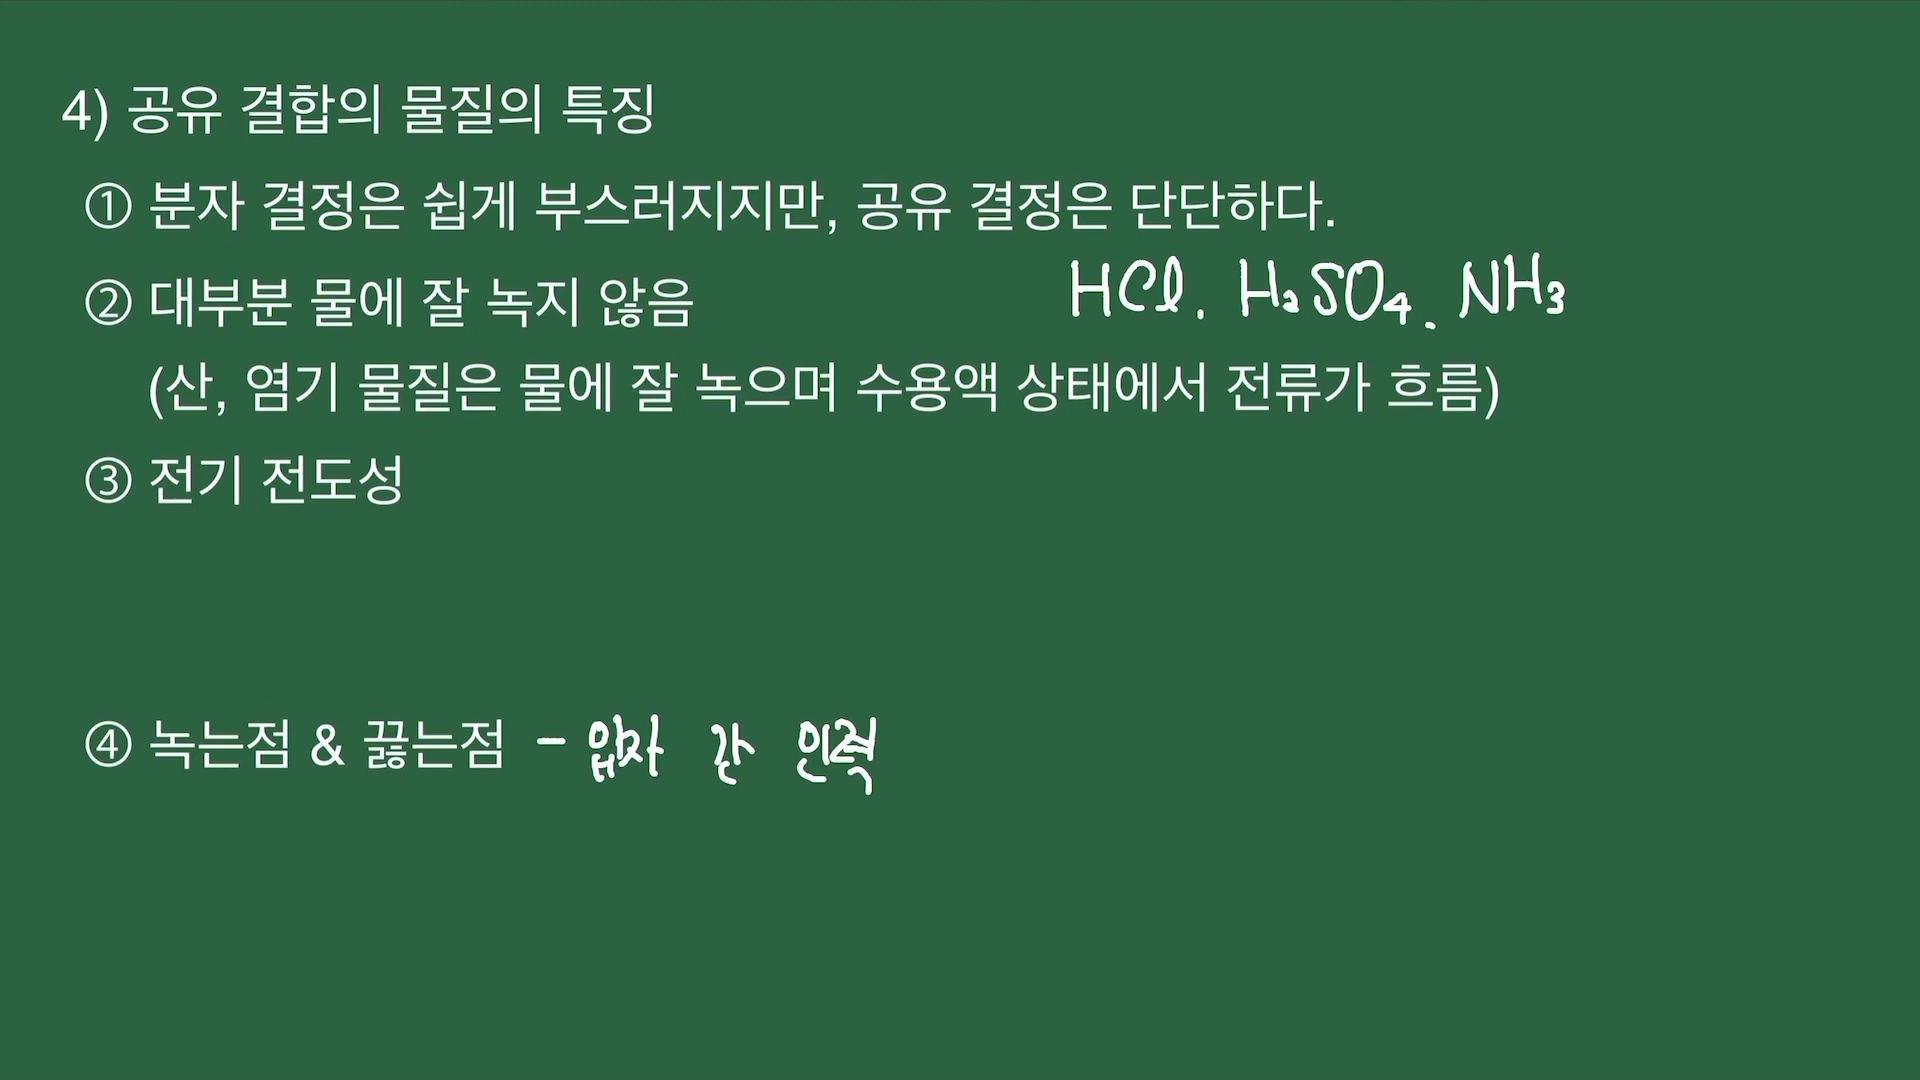 4) 공유 결합의 물질의 특징
① 분자 결정은 쉽게 부스러지지만, 공유 결정은 단단하다.
② 대부분 물에 잘 녹지 않음 HCl. H₂SO₄. NH₃
(산, 염기 물질은 물에 잘 녹으며 수용액 상태에서 전류가 흐름)
③ 전기 전도성
④ 녹는점 & 끓는점 - 입자 간 인력